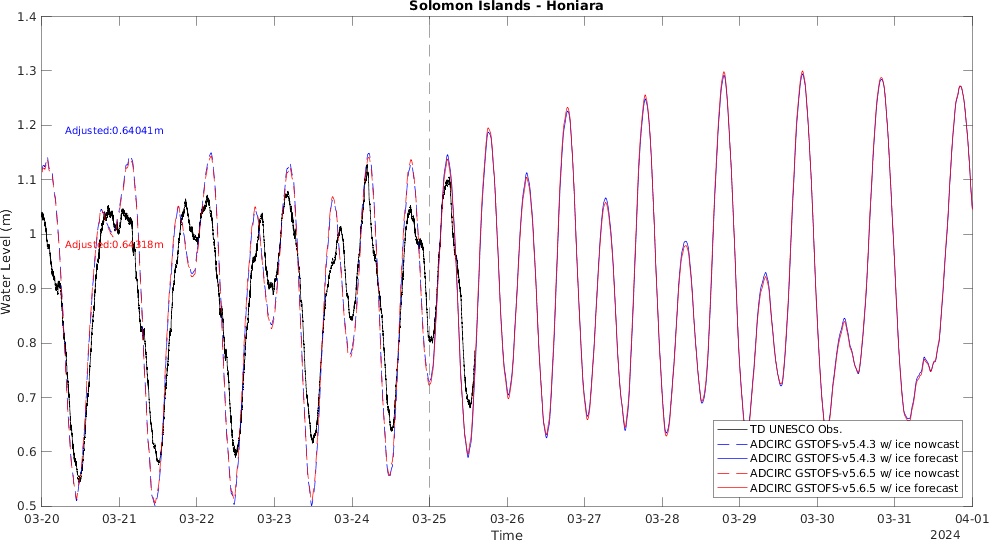 Solomon Islands - Honiara
Water Level (m)
1.4
1.3
1.2
1.1
1
0.9
0.8
0.7
0.6
0.5
Adjusted:0.64041m
Adjusted:0.64318m
TD UNESCO Obs.
ADCIRC GSTOFS-v5.4.3 w/ ice nowcast
ADCIRC GSTOFS-v5.4.3 w/ ice forecast
ADCIRC GSTOFS-v5.6.5 w/ ice nowcast
ADCIRC GSTOFS-v5.6.5 w/ ice forecast
03-20 03-21 03-22 03-23 03-24 03-25 03-26 03-27 03-28 03-29 03-30 03-31 04-01
Time
2024